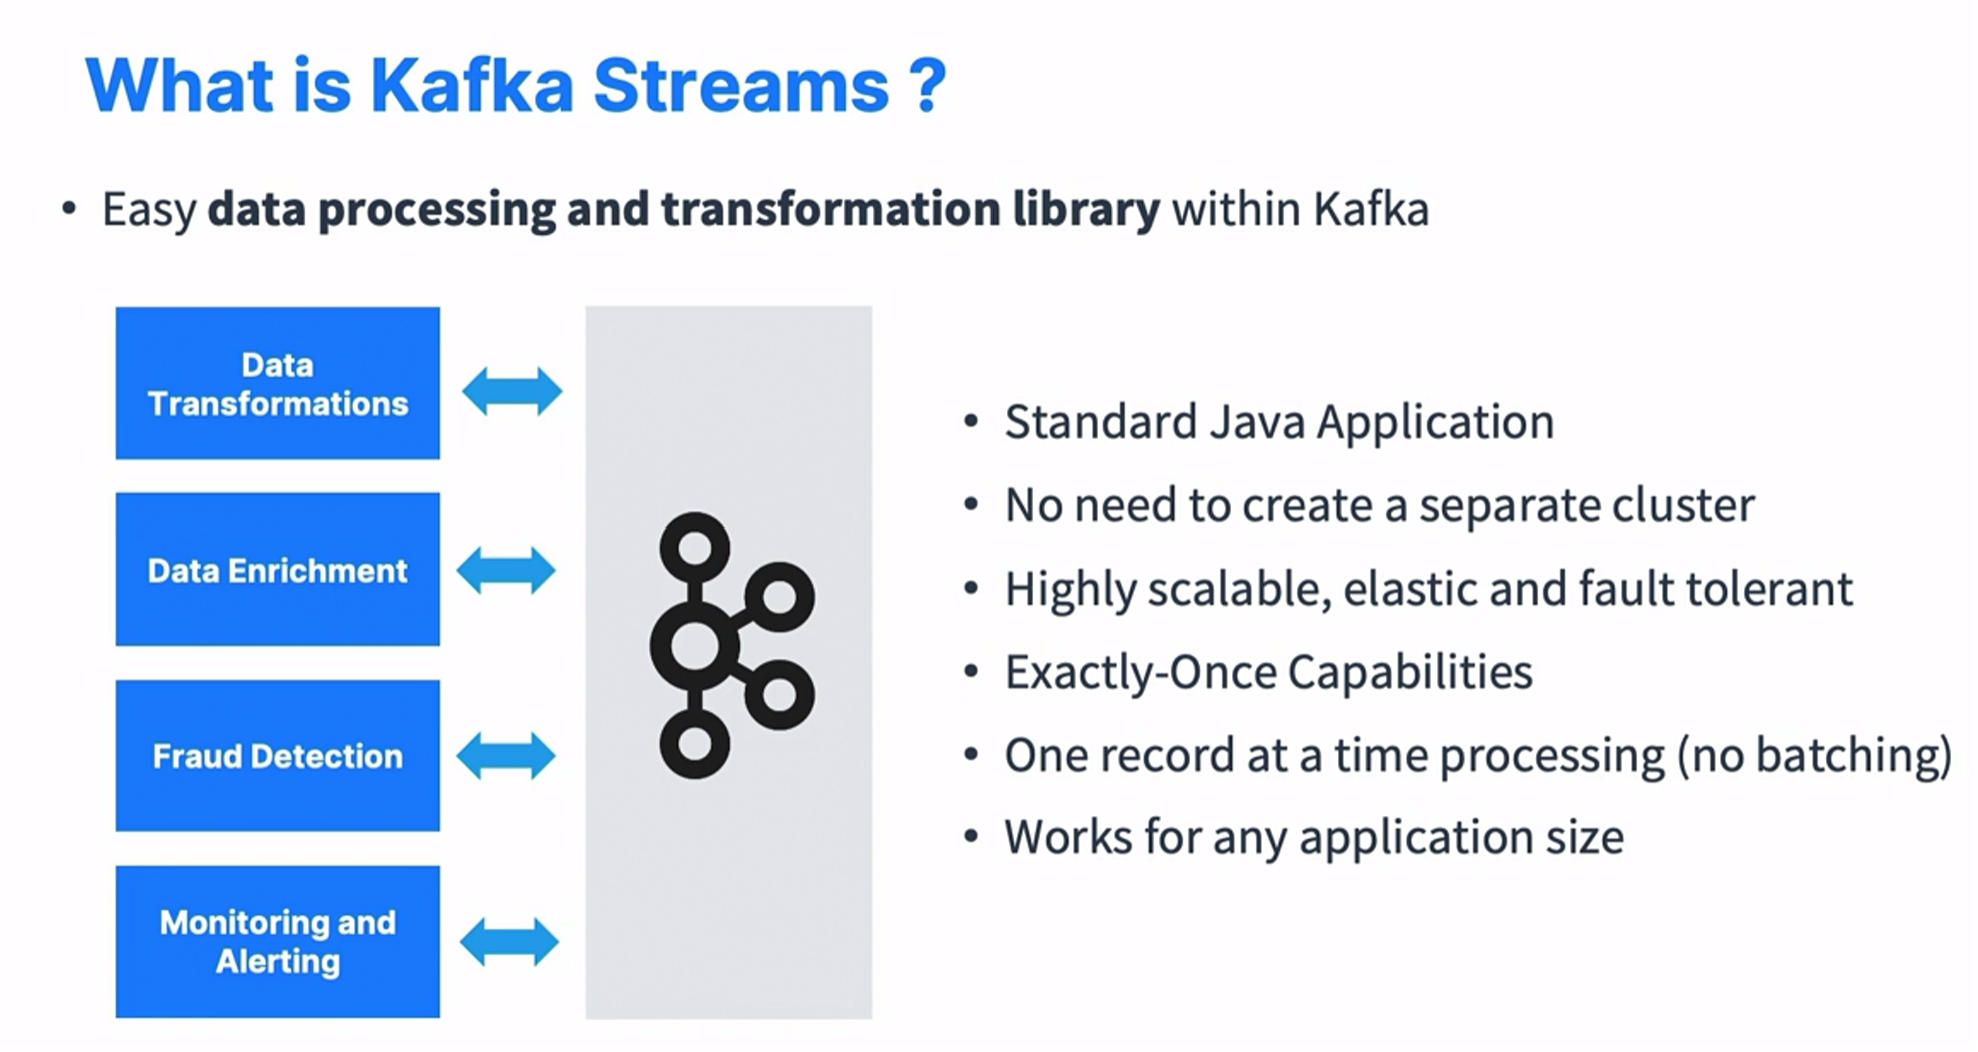 What is Kafka Streams ?
• Easy data processing and transformation library within Kafka
Data
Transformations
Data Enrichment
Fraud Detection
Monitoring and
Alerting
• Standard Java Application
• No need to create a separate cluster
• Highly scalable, elastic and fault tolerant
• Exactly-Once Capabilities
• One record at a time processing (no batching)
• Works for any application size